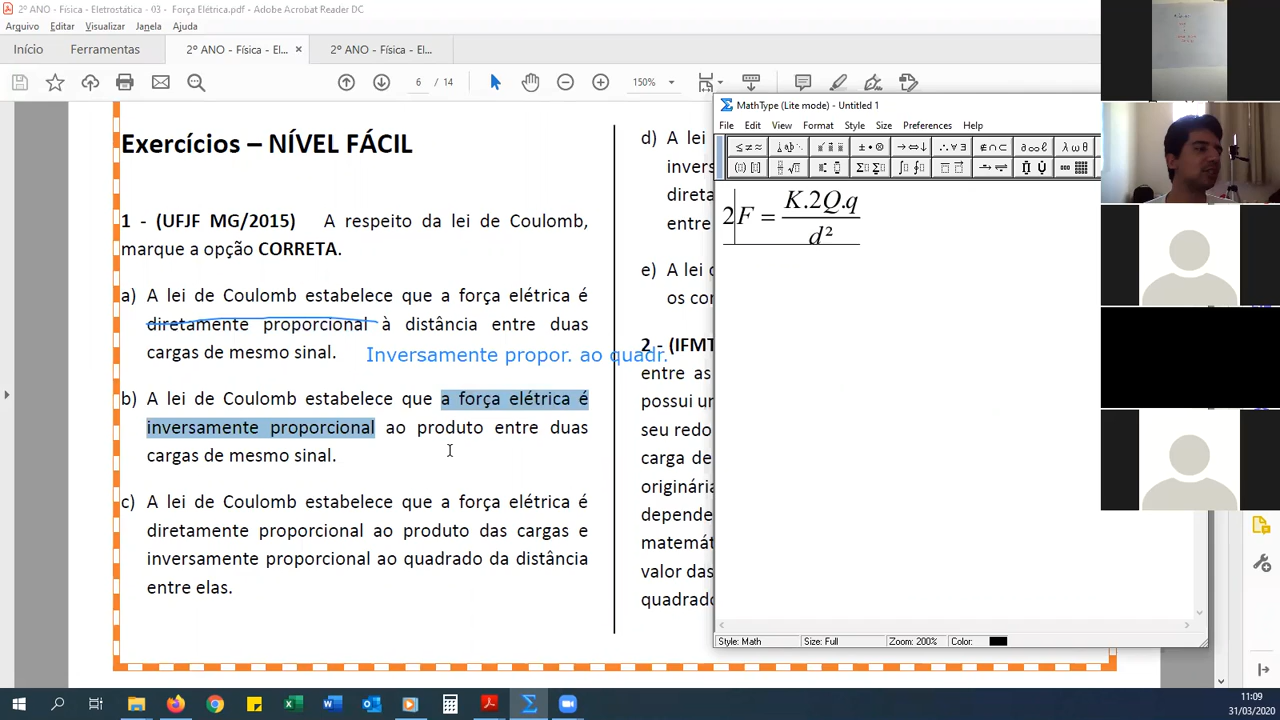 2º ANO - Física - Eletrostática - 03 - Força Elétrica.pdf - Adobe Acrobat Reader DC
Arquivo Editar Visualizar Janela Ajuda
Início Ferramentas 2º ANO - Física - El... × 2º ANO - Física - El...
6 / 14 150%
Exercícios – NÍVEL FÁCIL
1 - (UFJF MG/2015) A respeito da lei de Coulomb,
marque a opção CORRETA.
a) A lei de Coulomb estabelece que a força elétrica é
diretamente proporcional à distância entre duas
cargas de mesmo sinal.
Inversamente propor. ao quadr.
b) A lei de Coulomb estabelece que a força elétrica é
inversamente proporcional ao produto entre duas
cargas de mesmo sinal.
c) A lei de Coulomb estabelece que a força elétrica é
diretamente proporcional ao produto das cargas e
inversamente proporcional ao quadrado da distância
entre elas.
d) A lei
invers
direta
entre
e) A lei
os cor
2 - (IFMT
entre as
possui ur
seu redo
carga de
originária
depende
matemát
valor das
quadrado
MathType (Lite mode) - Untitled 1
File Edit View Format Style Size Preferences Help
2F = K.2Q.q
d²
Style: Math Size: Full Zoom: 200% Color:
11:09
31/03/2020